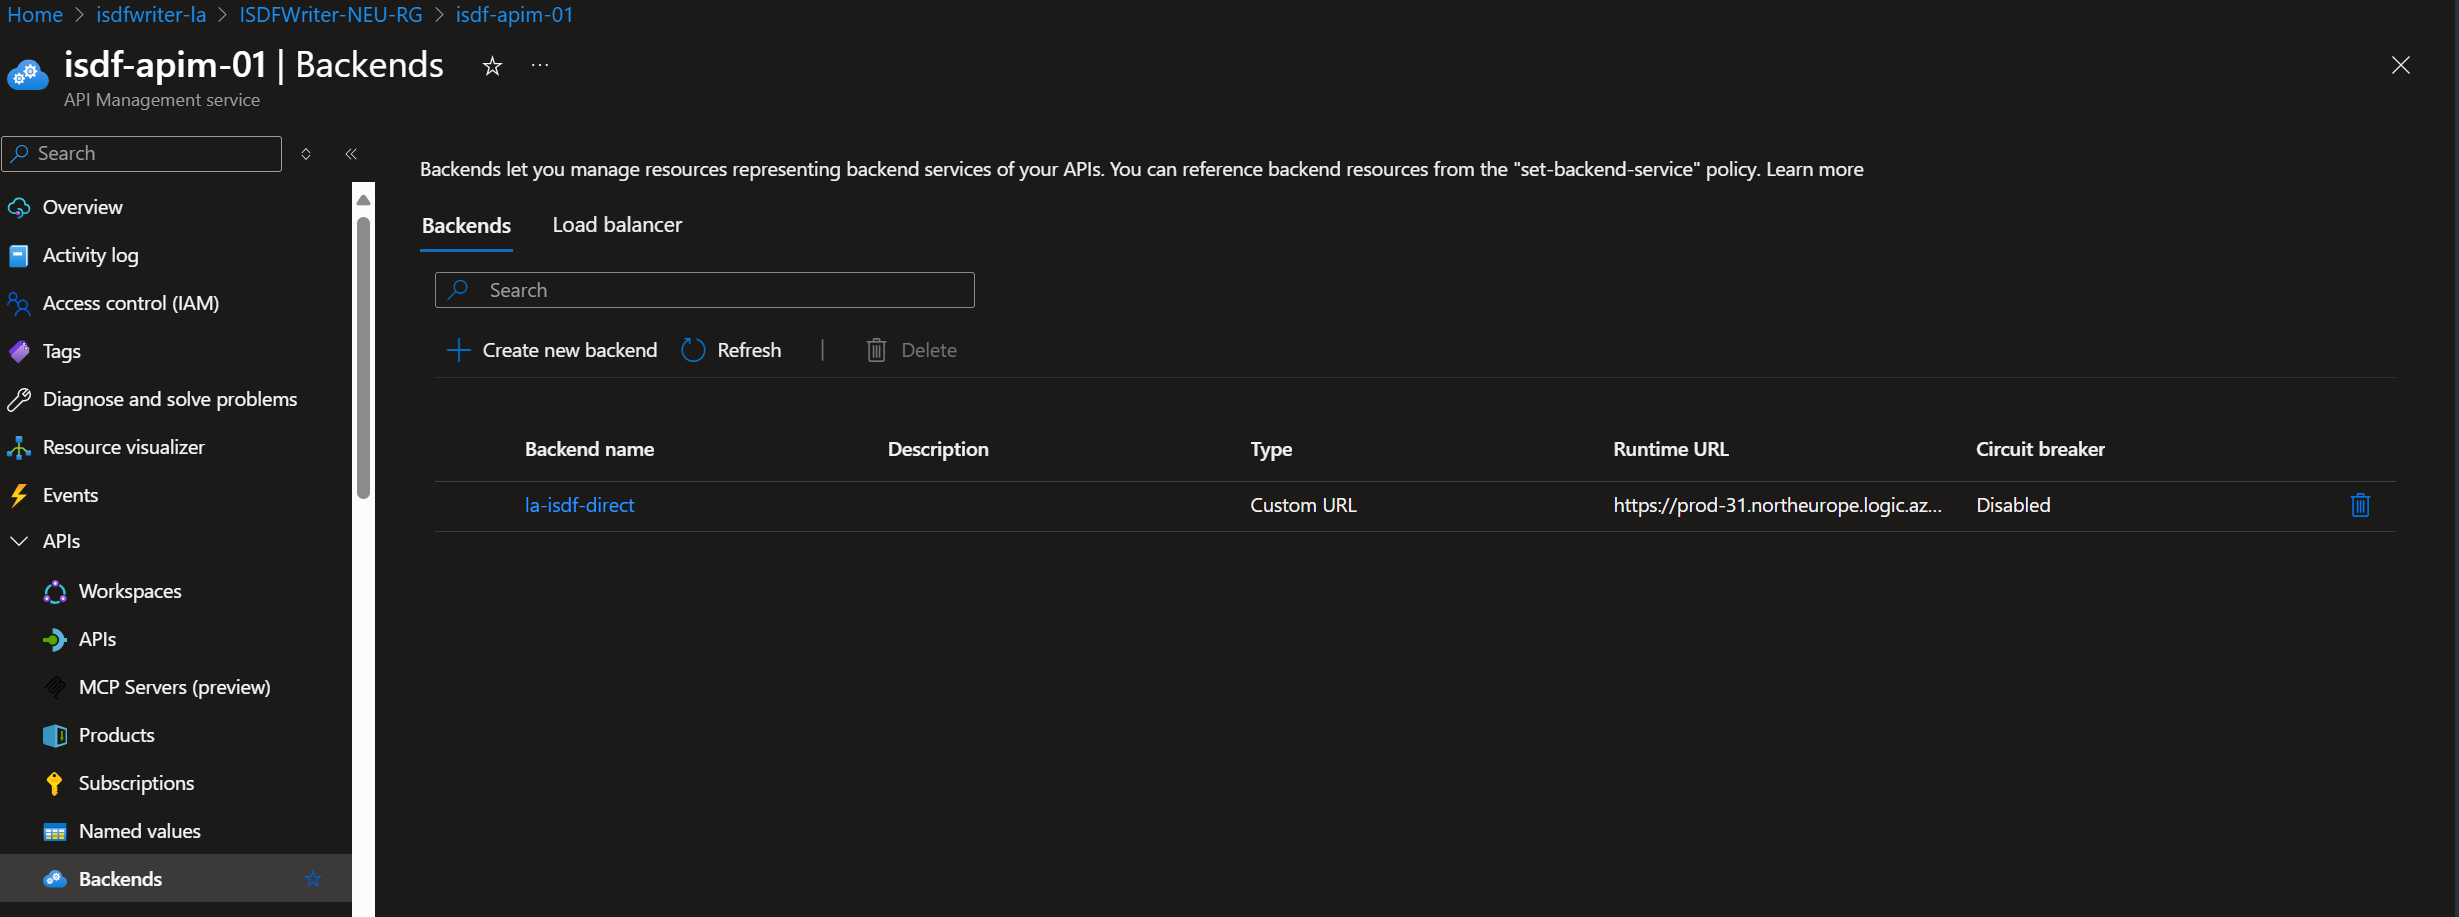 Home > isdfwriter-la > ISDFWriter-NEU-RG > isdf-apim-01
isdf-apim-01 | Backends
API Management service
Search
Overview
Activity log
Access control (IAM)
Tags
Diagnose and solve problems
Resource visualizer
Events
APIs
Workspaces
APIs
MCP Servers (preview)
Products
Subscriptions
Named values
Backends
Backends let you manage resources representing backend services of your APIs. You can reference backend resources from the "set-backend-service" policy. Learn more
Backends Load balancer
Search
Create new backend Refresh | Delete
Backend name Description Type Runtime URL Circuit breaker
la-isdf-direct Custom URL https://prod-31.northeurope.logic.az... Disabled